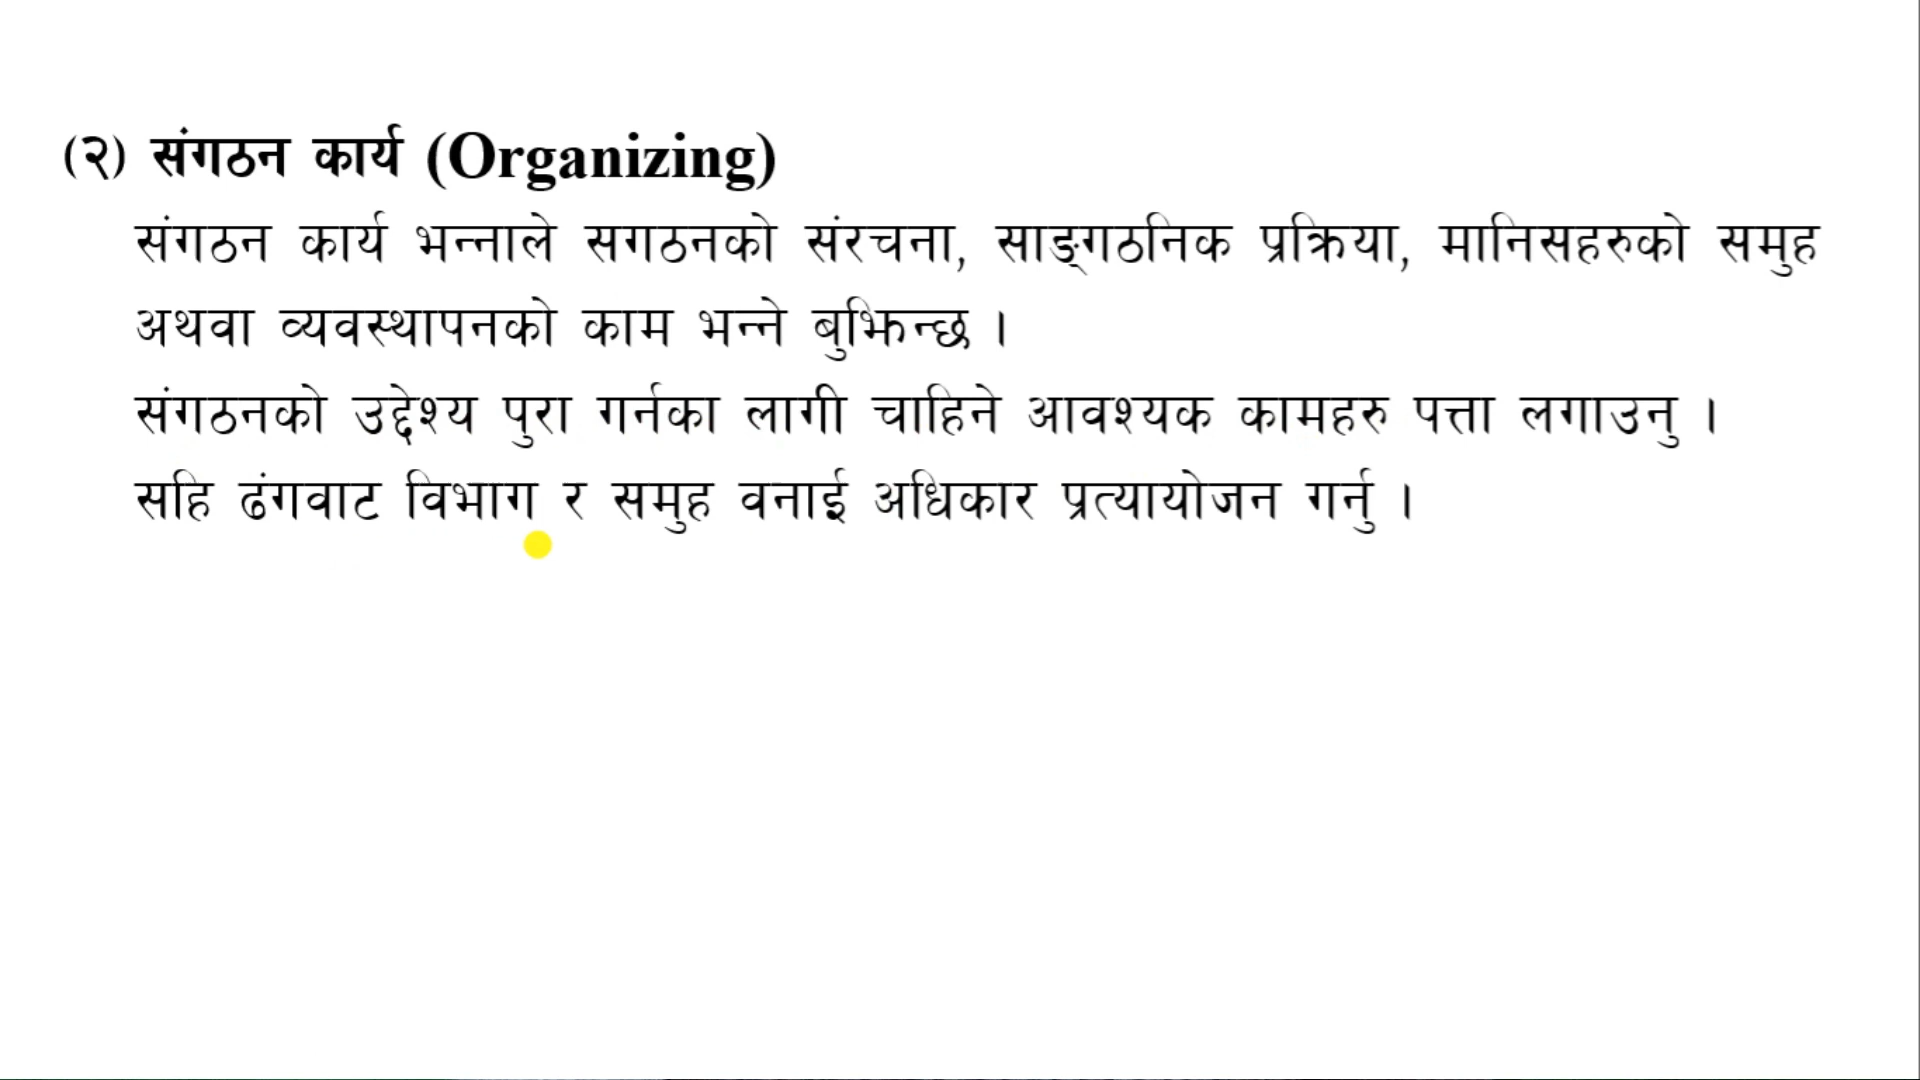 (२) संगठन कार्य (Organizing)
संगठन कार्य भन्नाले सगठनको संरचना, साङ्गठनिक प्रक्रिया, मानिसहरुको समुह
अथवा व्यवस्थापनको काम भन्ने बुझिन्छ ।
संगठनको उद्देश्य पुरा गर्नका लागी चाहिने आवश्यक कामहरु पत्ता लगाउनु ।
सहि ढंगवाट विभाग र समुह वनाई अधिकार प्रत्यायोजन गर्नु ।